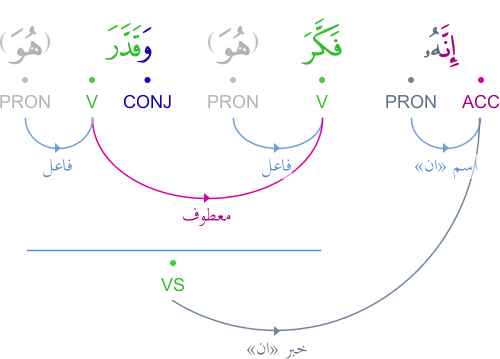 إِنَّهُۥ فَكَّرَ (هُوَ) وَقَدَّرَ (هُوَ)
ACC PRON V PRON CONJ V PRON
اسم «ان» فاعل فاعل
معطوف
VS
خبر «ان»